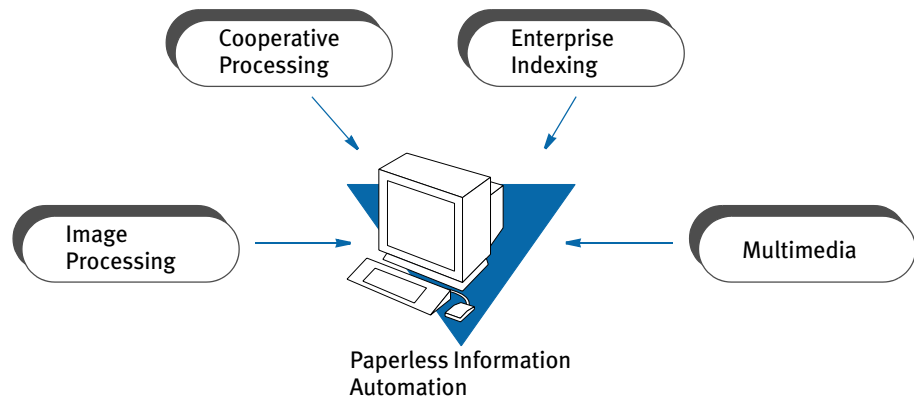 Cooperative
Processing
Enterprise
Indexing
Image
Processing
Multimedia
Paperless Information
Automation